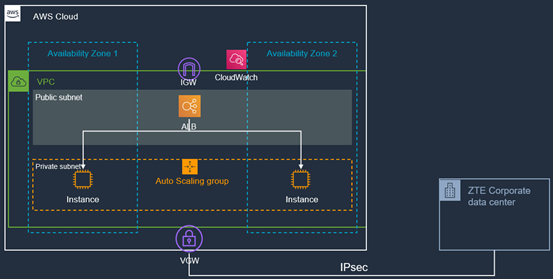 aws
AWS Cloud
Availability Zone 1
Availability Zone 2
IGW
CloudWatch
VPC
Public subnet
ALB
Private subnet
Auto Scaling group
Instance
Instance
ZTE Corporate
data center
VGW
IPsec